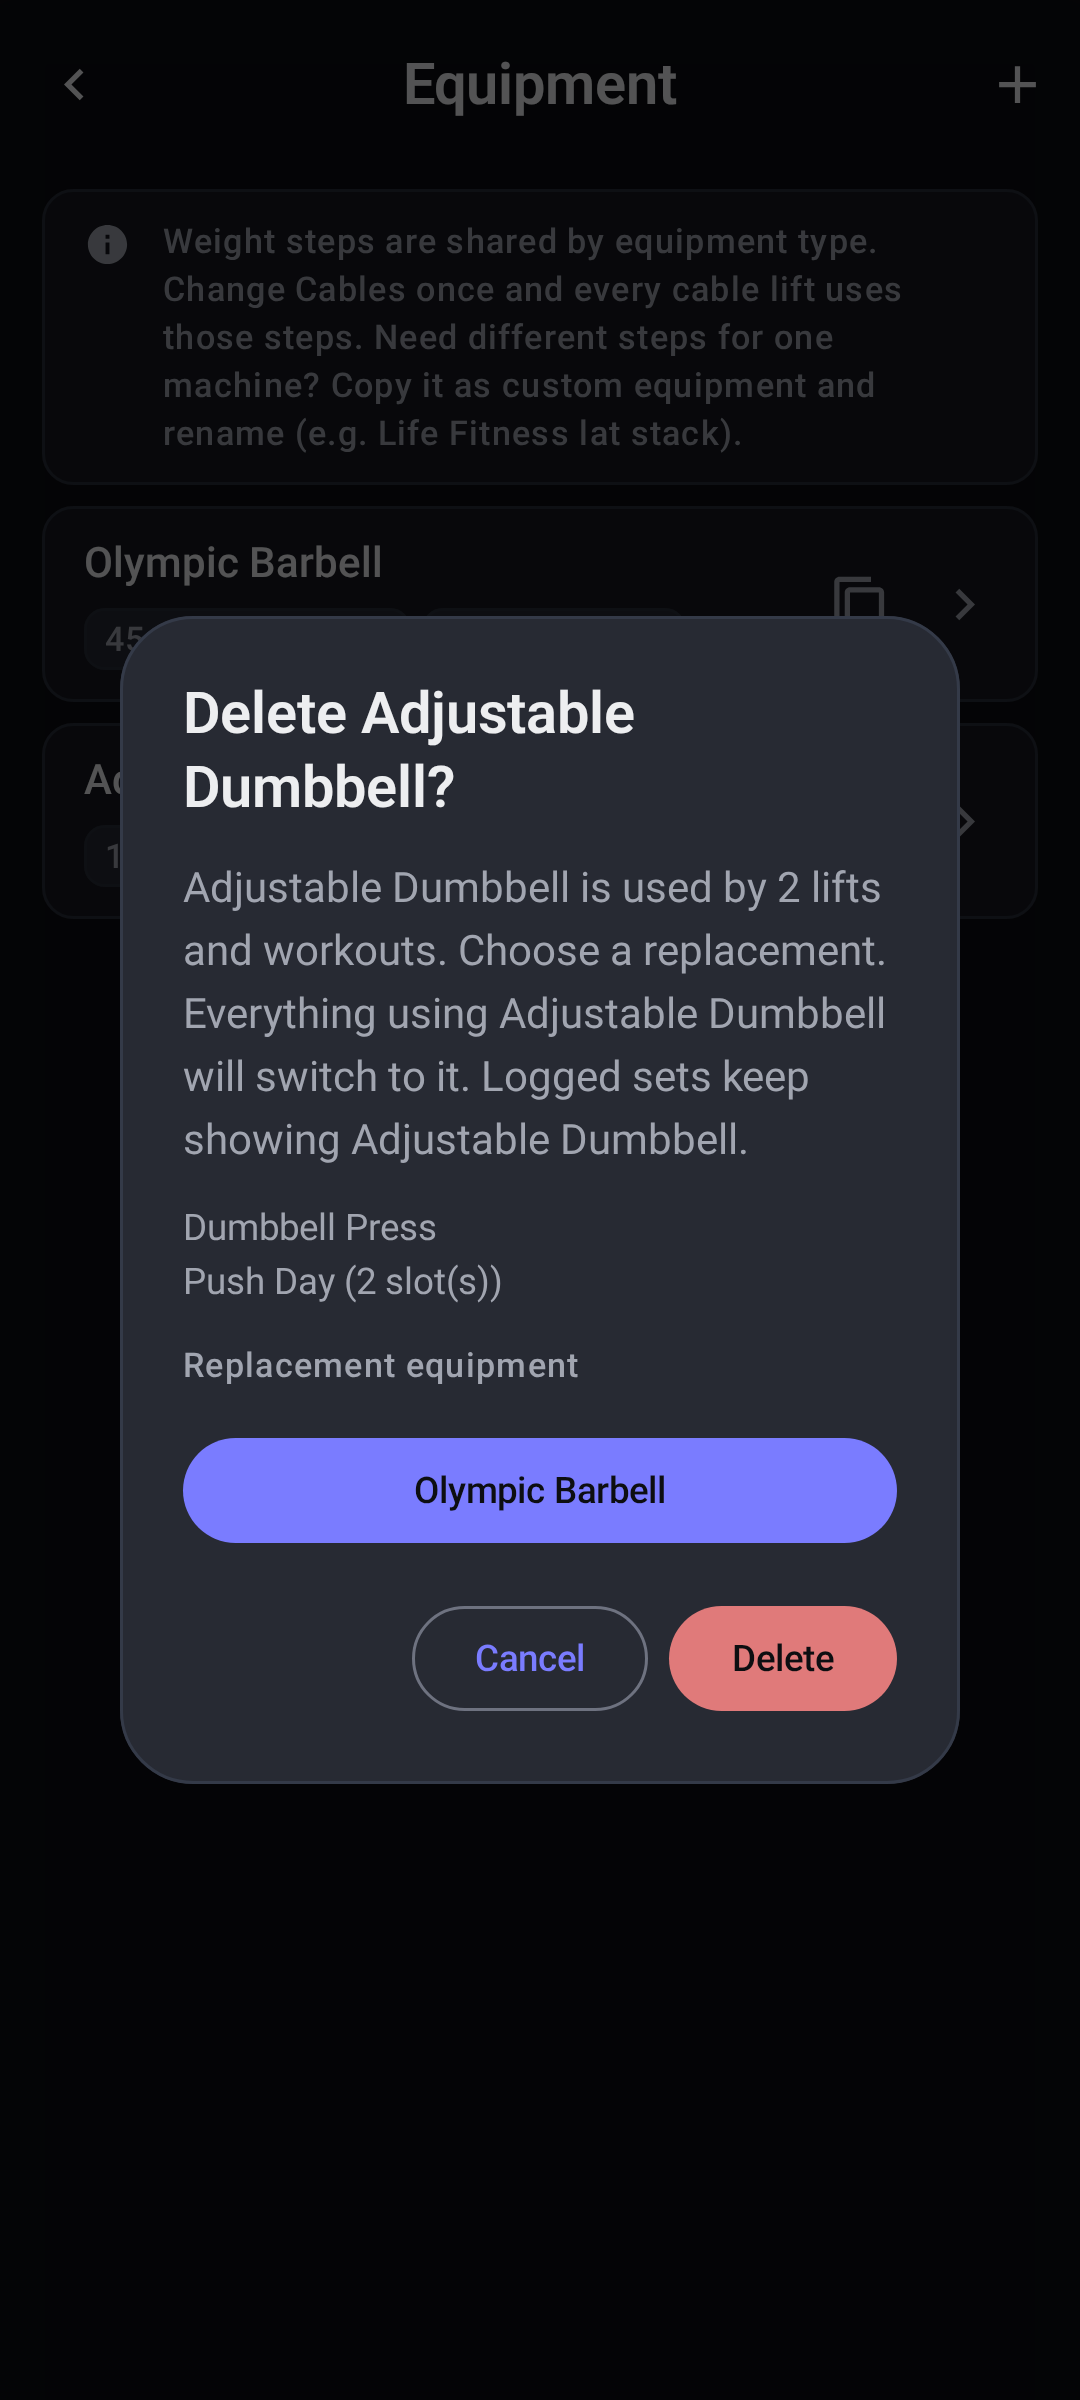 Equipment
Weight steps are shared by equipment type.
Change Cables once and every cable lift uses
those steps. Need different steps for one
machine? Copy it as custom equipment and
rename (e.g. Life Fitness lat stack).
Olympic Barbell
Delete Adjustable
Dumbbell?
Adjustable Dumbbell is used by 2 lifts
and workouts. Choose a replacement.
Everything using Adjustable Dumbbell
will switch to it. Logged sets keep
showing Adjustable Dumbbell.
Dumbbell Press
Push Day (2 slot(s))
Replacement equipment
Olympic Barbell
Cancel
Delete